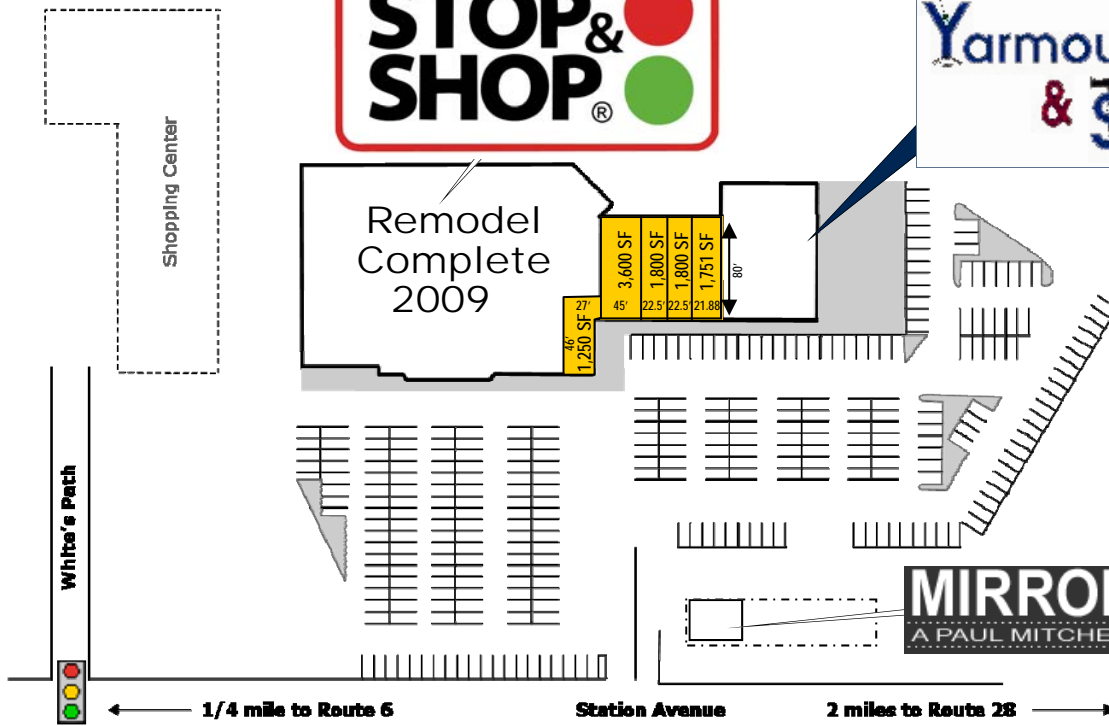 STOP&
SHOP®
Yarmou
&
Shopping Center
Remodel
Complete
2009
3,600 SF
1,800 SF
1,800 SF
1,751 SF
80'
45'
22.5'
22.5'
21.88
27'
46'
1,250 SF
White's Path
MIRRO
A PAUL MITCHE
1/4 mile to Route 6
Station Avenue
2 miles to Route 28